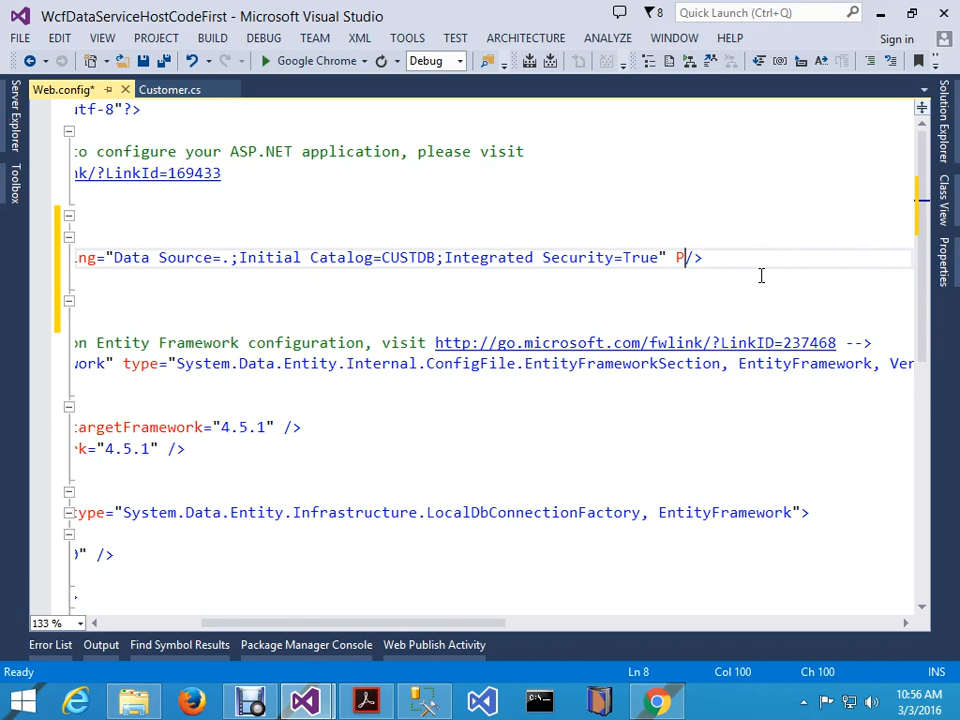 WcfDataServiceHostCodeFirst - Microsoft Visual Studio
8
Quick Launch (Ctrl+Q)
FILE EDIT VIEW PROJECT BUILD DEBUG TEAM XML TOOLS TEST ARCHITECTURE ANALYZE WINDOW HELP
Sign in
Google Chrome
Debug
Web.config*
Customer.cs
Server Explorer
Toolbox
Solution Explorer
Class View
Properties
utf-8"?>
to configure your ASP.NET application, please visit
nk/?LinkId=169433
ing="Data Source=.;Initial Catalog=CUSTDB;Integrated Security=True" P/>
on Entity Framework configuration, visit http://go.microsoft.com/fwlink/?LinkID=237468 -->
work" type="System.Data.Entity.Internal.ConfigFile.EntityFrameworkSection, EntityFramework, Ver
targetFramework="4.5.1" />
rk="4.5.1" />
type="System.Data.Entity.Infrastructure.LocalDbConnectionFactory, EntityFramework">
" />
>
133 %
Error List Output Find Symbol Results Package Manager Console Web Publish Activity
Ready
Ln 8
Col 100
Ch 100
INS
10:56 AM
3/3/2016